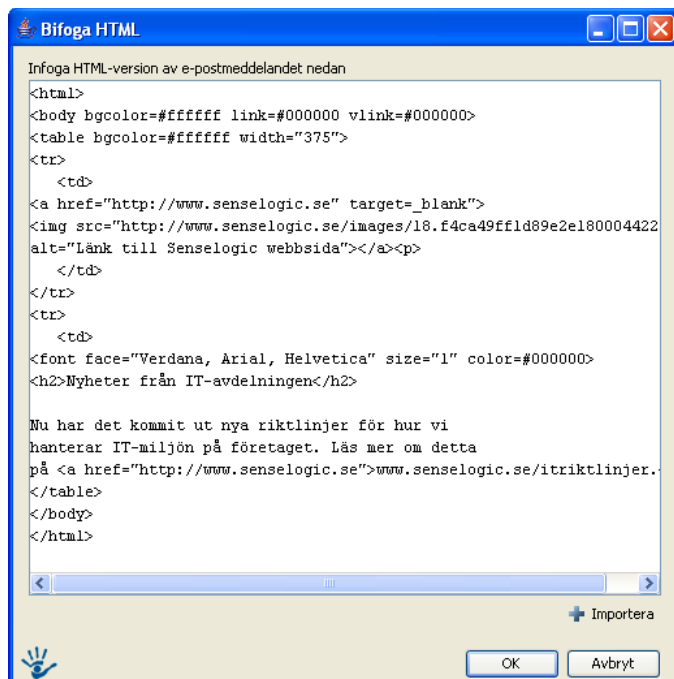 Bifoga HTML
Infoga HTML-version av e-postmeddelandet nedan
<html>
<body bgcolor=#ffffff link=#000000 vlink=#000000>
<table bgcolor=#ffffff width="375">
<tr>
   <td>
<a href="http://www.senselogic.se" target=_blank">
<img src="http://www.senselogic.se/images/18.f4ca49ff1d89e2e180004422
alt="Länk till Senselogic webbsida"></a><p>
   </td>
</tr>
<tr>
   <td>
<font face="Verdana, Arial, Helvetica" size="1" color=#000000>
<h2>Nyheter från IT-avdelningen</h2>
Nu har det kommit ut nya riktlinjer för hur vi
hanterar IT-miljön på företaget. Läs mer om detta
på <a href="http://www.senselogic.se">www.senselogic.se/itriktlinjer.
</table>
</body>
</html>
Importera
OK Avbryt